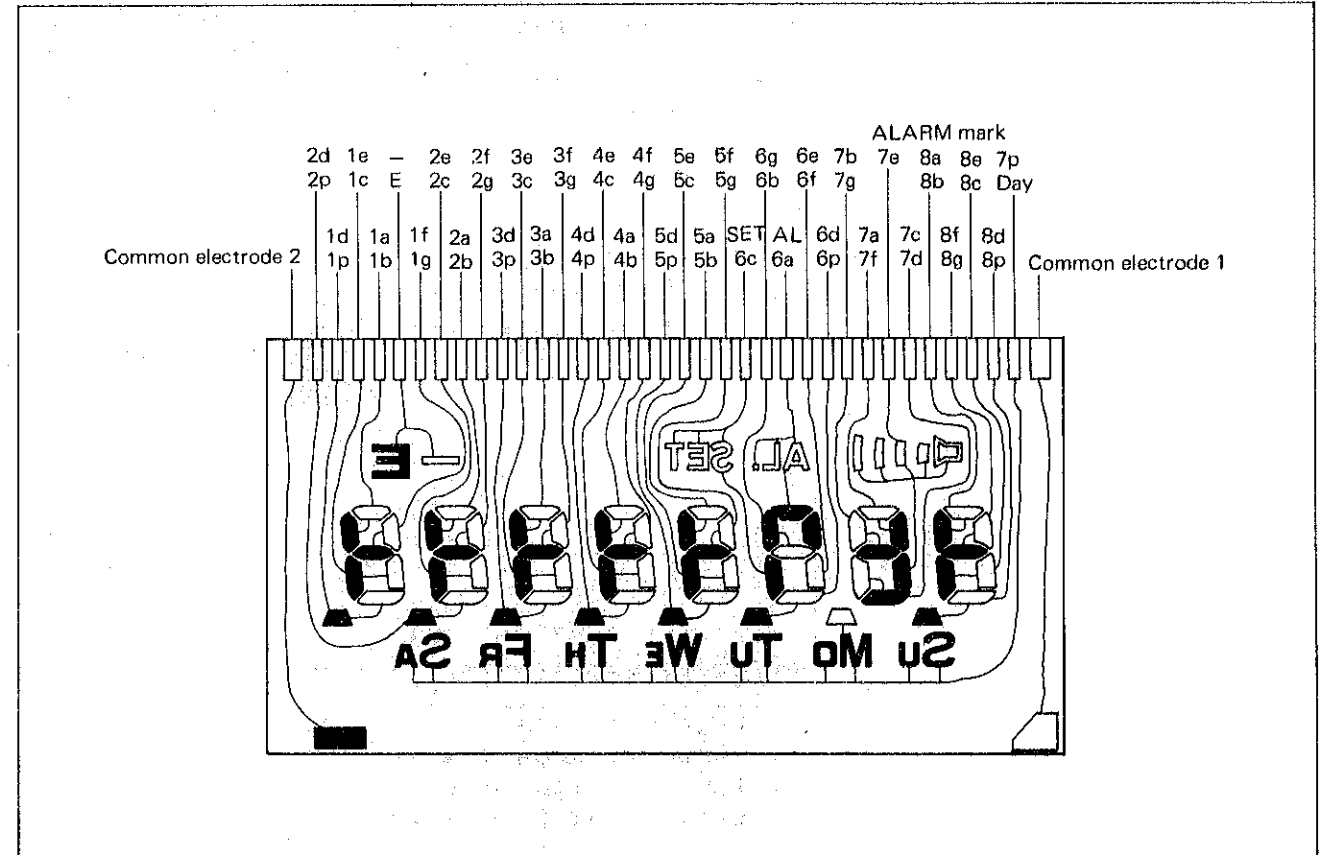 ALARM mark
2d 1e – 2e 2f 3e 3f 4e 4f 5e 5f 6g 6e 7b 7e 8a 8e 7p
2p 1c E 2c 2g 3c 3g 4c 4g 5c 5g 6b 6f 7g 8b 8c Day
1d 1a 1f 2a 3d 3a 4d 4a 5d 5a SET AL 6d 7a 7c 8f 8d
Common electrode 2 1p 1b 1g 2b 3p 3b 4p 4b 5p 5b 6c 6a 6p 7f 7d 8g 8p Common electrode 1
E – SET AL.
SA FR TH WE TU MO SU